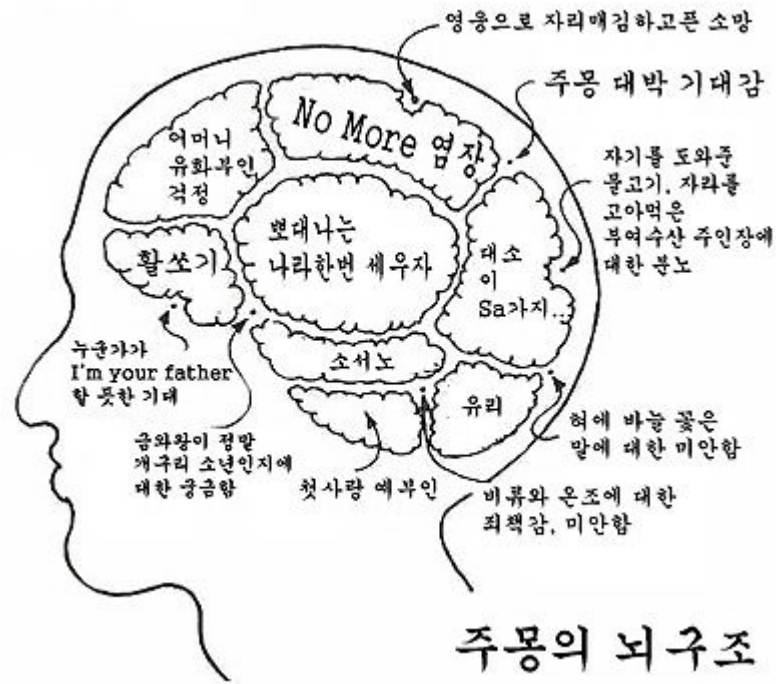 영웅으로 자리매김하고픈 소망
주몽 대박 기대감
No More 염장
어머니
유화부인
걱정
자기를 도와준
물고기, 자라를
고아먹은
부여수산 주인장에
대한 분노
뽀대나는
나라한번 세우자
대소
이
Sa가지...
활쏘기
누군가가
I'm your father
할 듯한 기대
소서노
유리
금와왕이 정말
개구리 소년인지에
대한 궁금함
첫사랑 예부인
혀에 바늘 꽃은
말에 대한 미안함
비류와 온조에 대한
죄책감, 미안함
주몽의 뇌구조